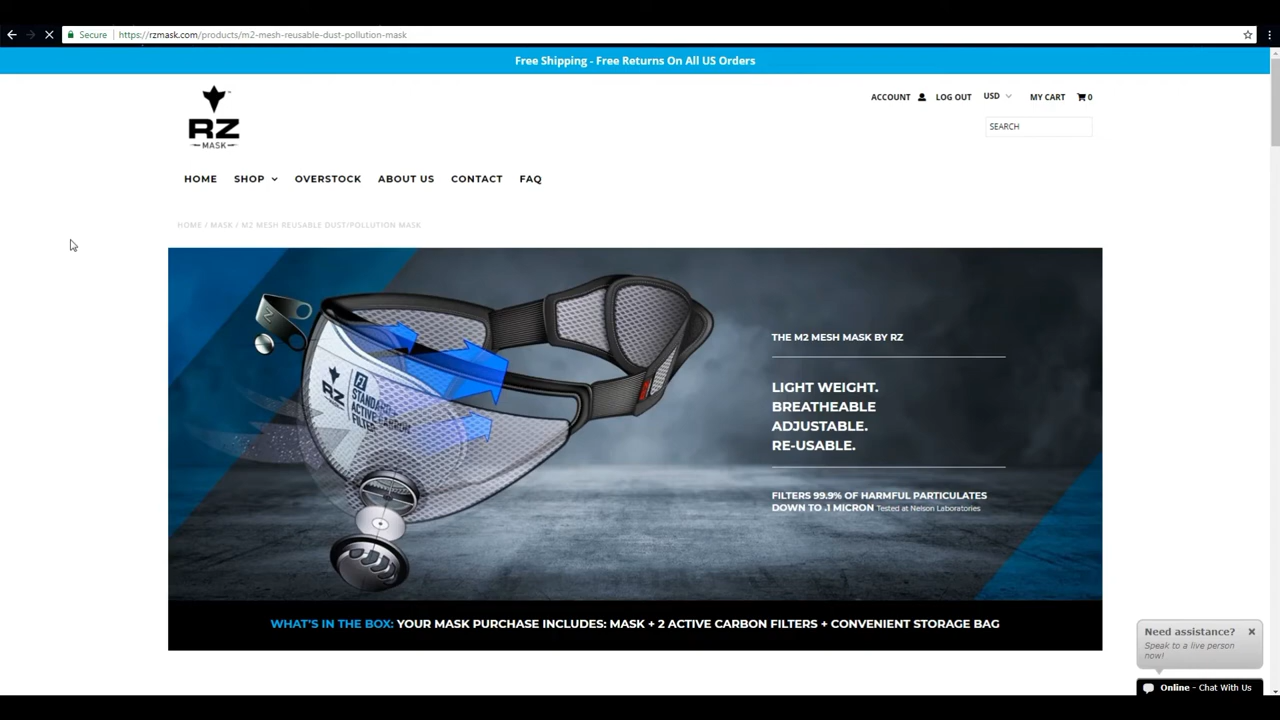 Secure https://rzmask.com/products/m2-mesh-reusable-dust-pollution-mask
Free Shipping - Free Returns On All US Orders
RZ
MASK
ACCOUNT LOG OUT USD MY CART 0
SEARCH
HOME SHOP OVERSTOCK ABOUT US CONTACT FAQ
HOME / MASK / M2 MESH REUSABLE DUST/POLLUTION MASK
Z
RZ
STANDARD
ACTIVE CARBON
FILTER
THE M2 MESH MASK BY RZ
LIGHT WEIGHT.
BREATHEABLE
ADJUSTABLE.
RE-USABLE.
FILTERS 99.9% OF HARMFUL PARTICULATES
DOWN TO .1 MICRON Tested at Nelson Laboratories
WHAT'S IN THE BOX: YOUR MASK PURCHASE INCLUDES: MASK + 2 ACTIVE CARBON FILTERS + CONVENIENT STORAGE BAG
Need assistance?
Speak to a live person
now!
Online - Chat With Us